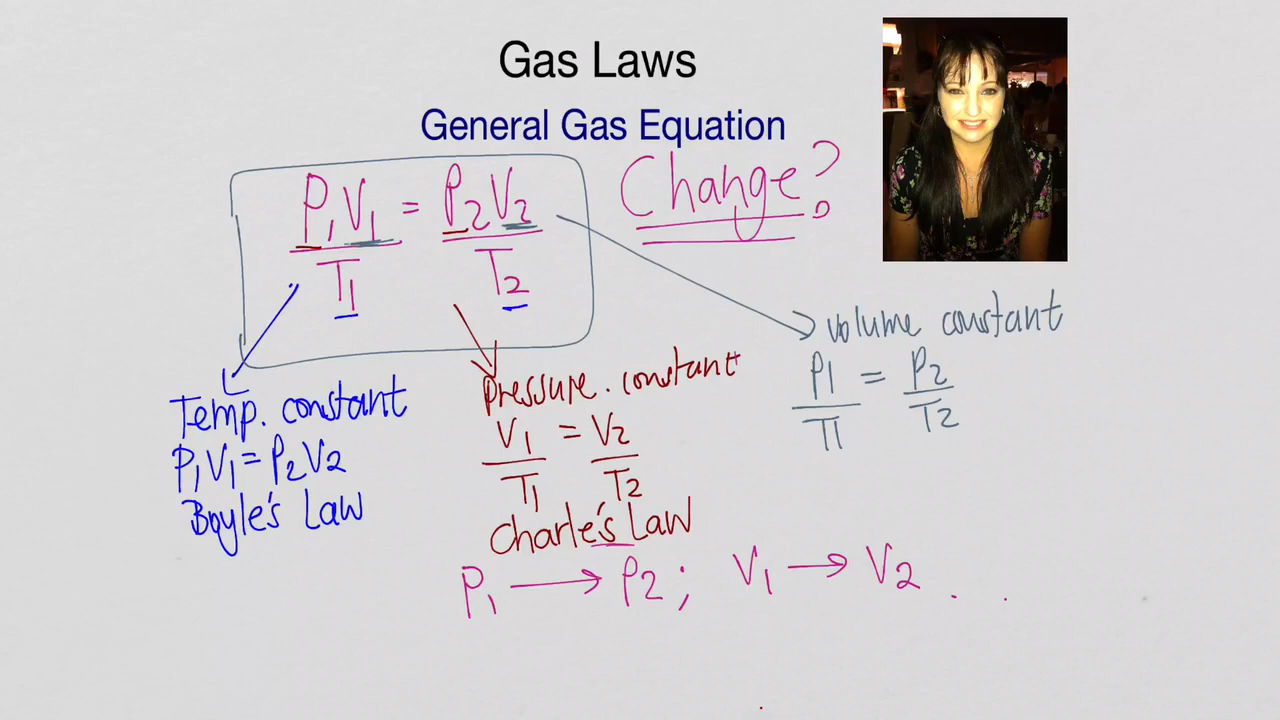 Gas Laws
General Gas Equation
Change?
P1V1 = P2V2
T1 T2
volume constant
P1 = P2
T1 T2
Temp. constant
P1V1 = P2V2
Boyle's Law
Pressure. constant
V1 = V2
T1 T2
Charle's Law
P1 → P2; V1 → V2 . .